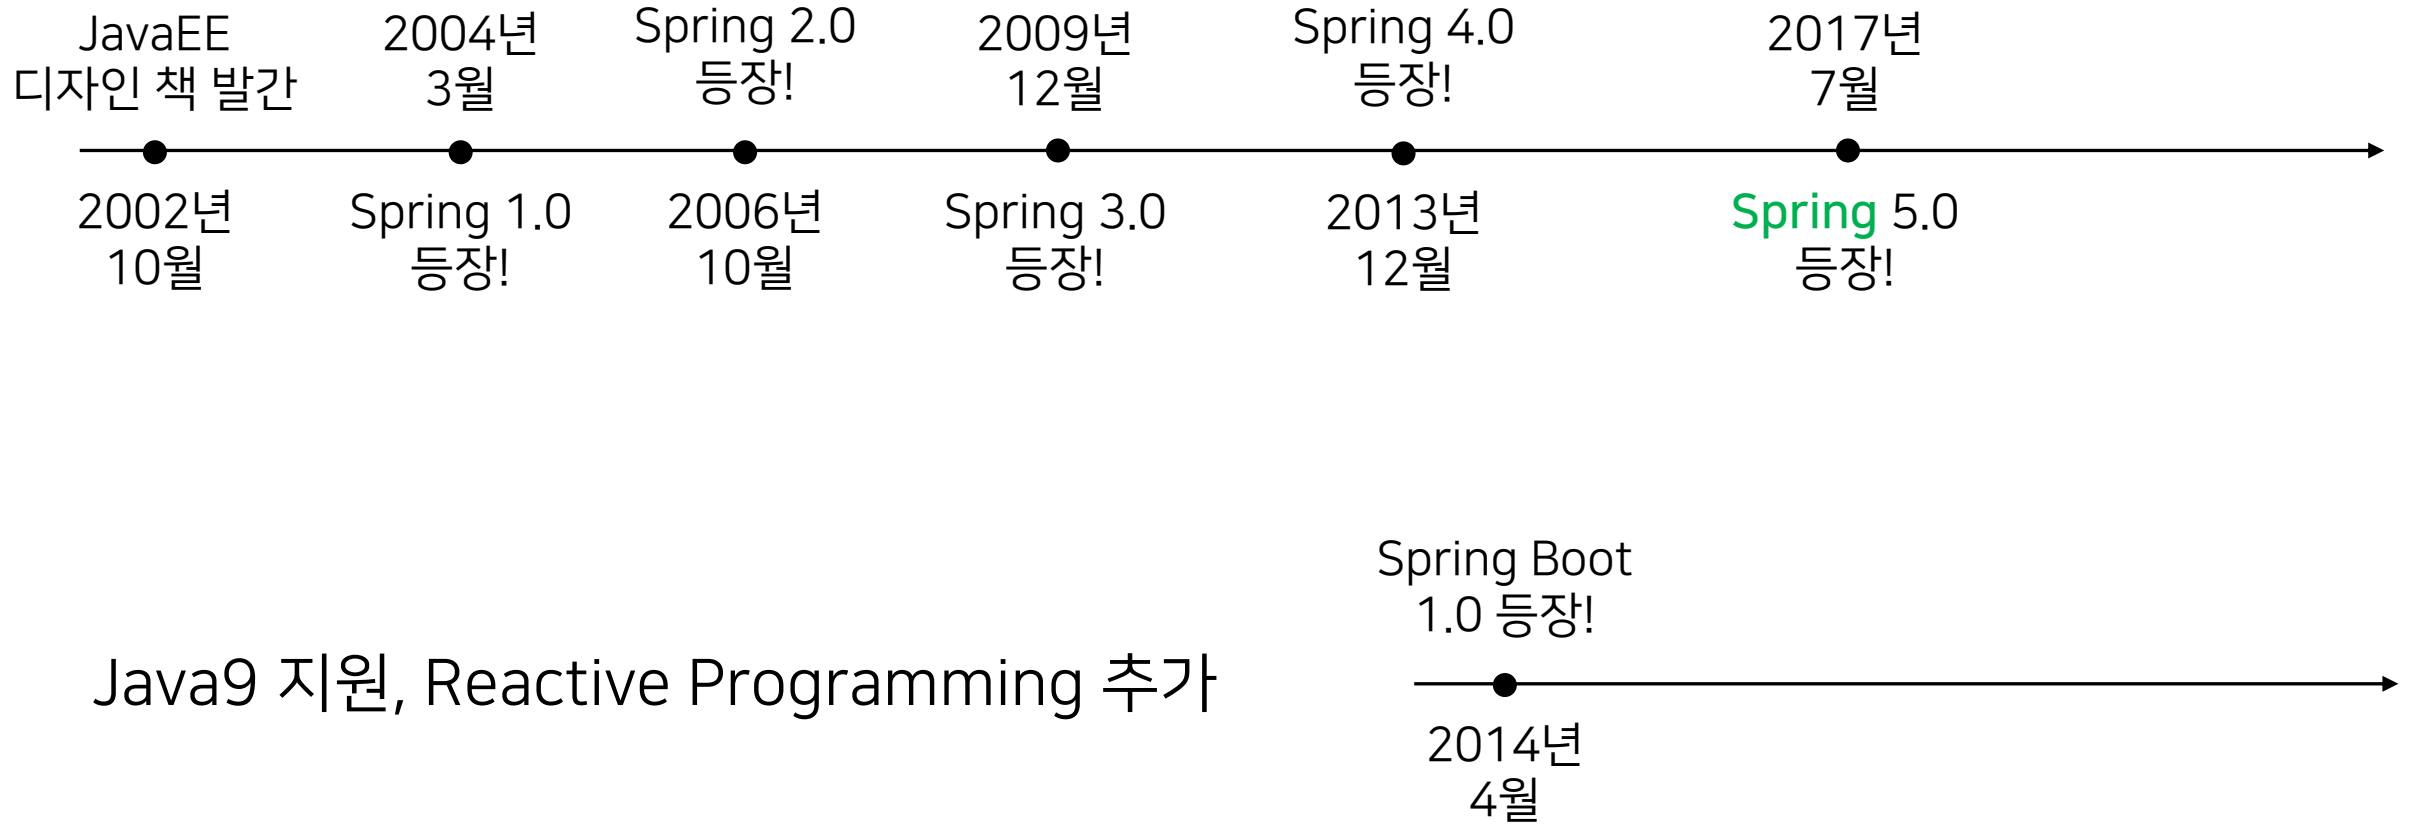 JavaEE
디자인 책 발간
2002년
10월
2004년
3월
Spring 1.0
등장!
Spring 2.0
등장!
2006년
10월
2009년
12월
Spring 3.0
등장!
Spring 4.0
등장!
2013년
12월
2017년
7월
Spring 5.0
등장!
Java9 지원, Reactive Programming 추가
Spring Boot
1.0 등장!
2014년
4월